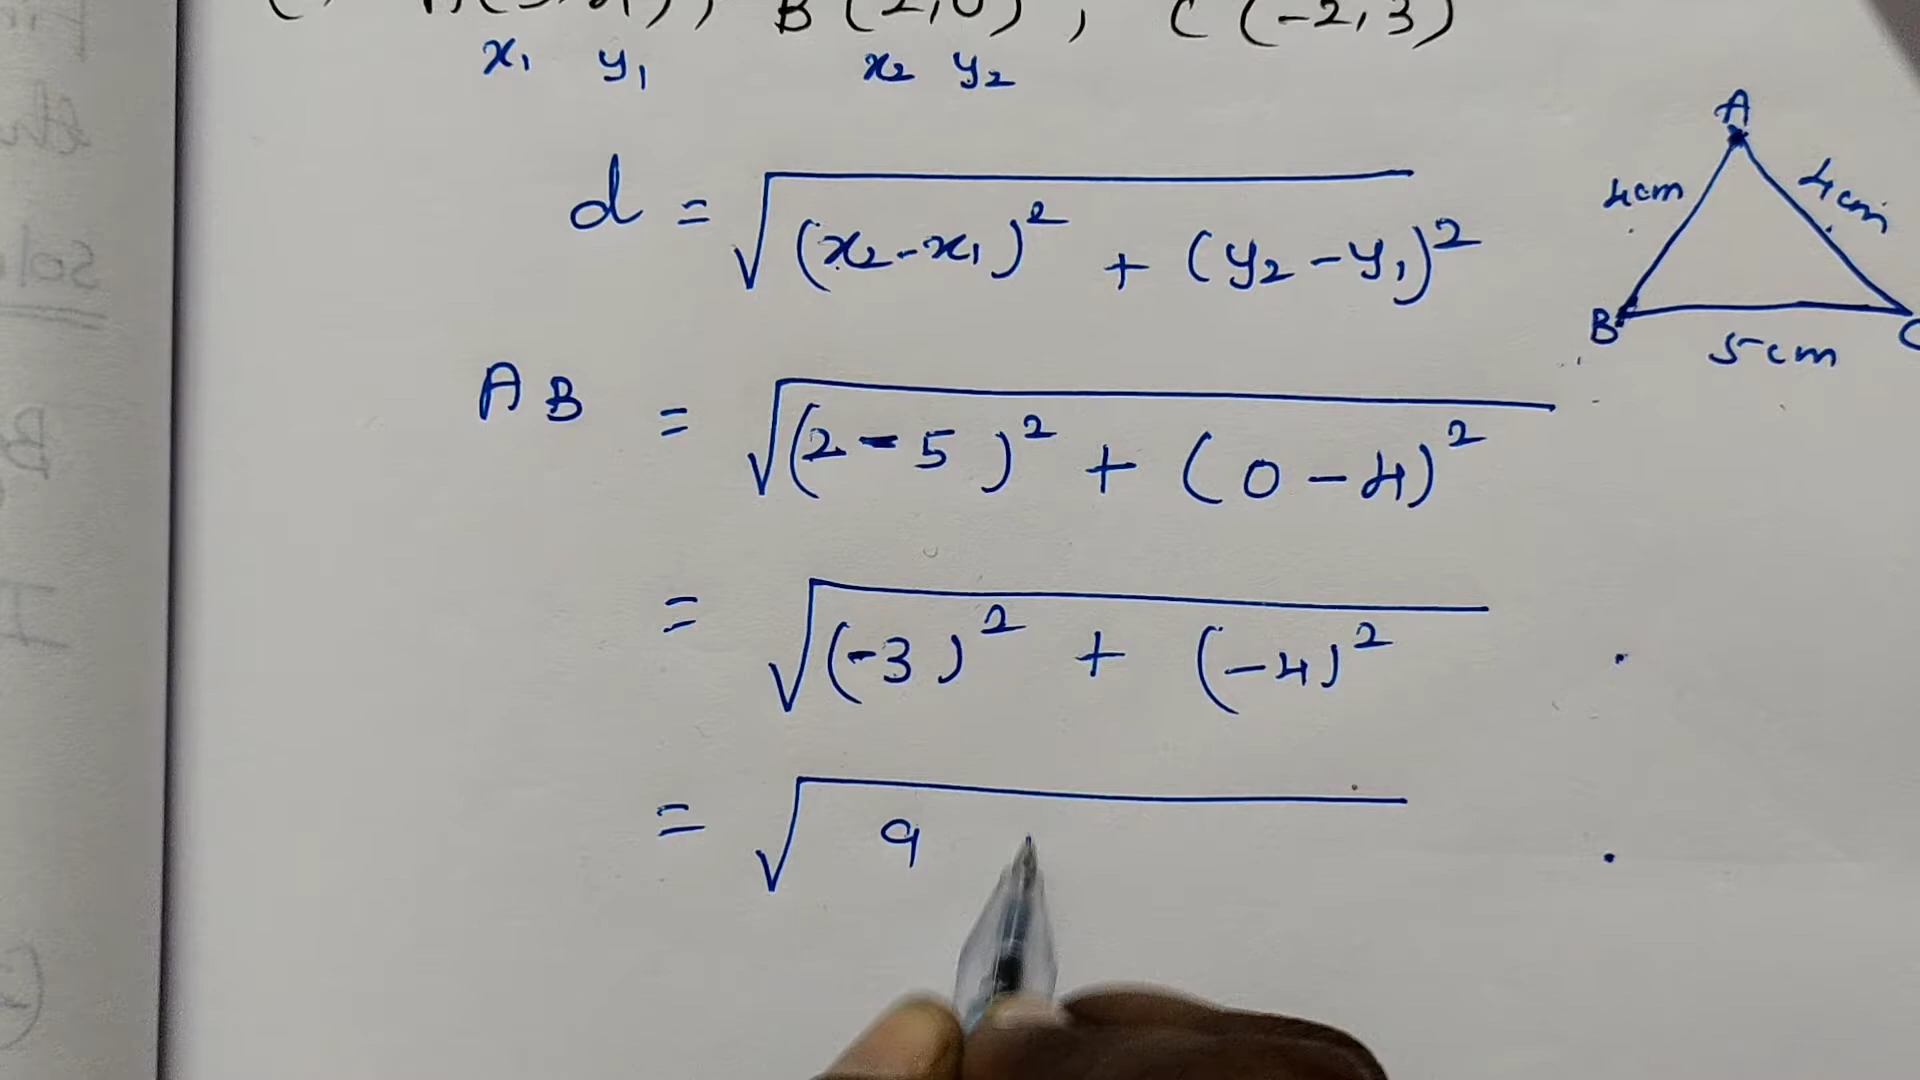 B (2,0) , C (-2,3)
x₁ y₁ x₂ y₂
d = √((x₂-x₁)² + (y₂-y₁)²)
A
4cm 4cm
B C
5cm
AB = √((2-5)² + (0-4)²)
= √((-3)² + (-4)²)
= √(9
Sol
B
I